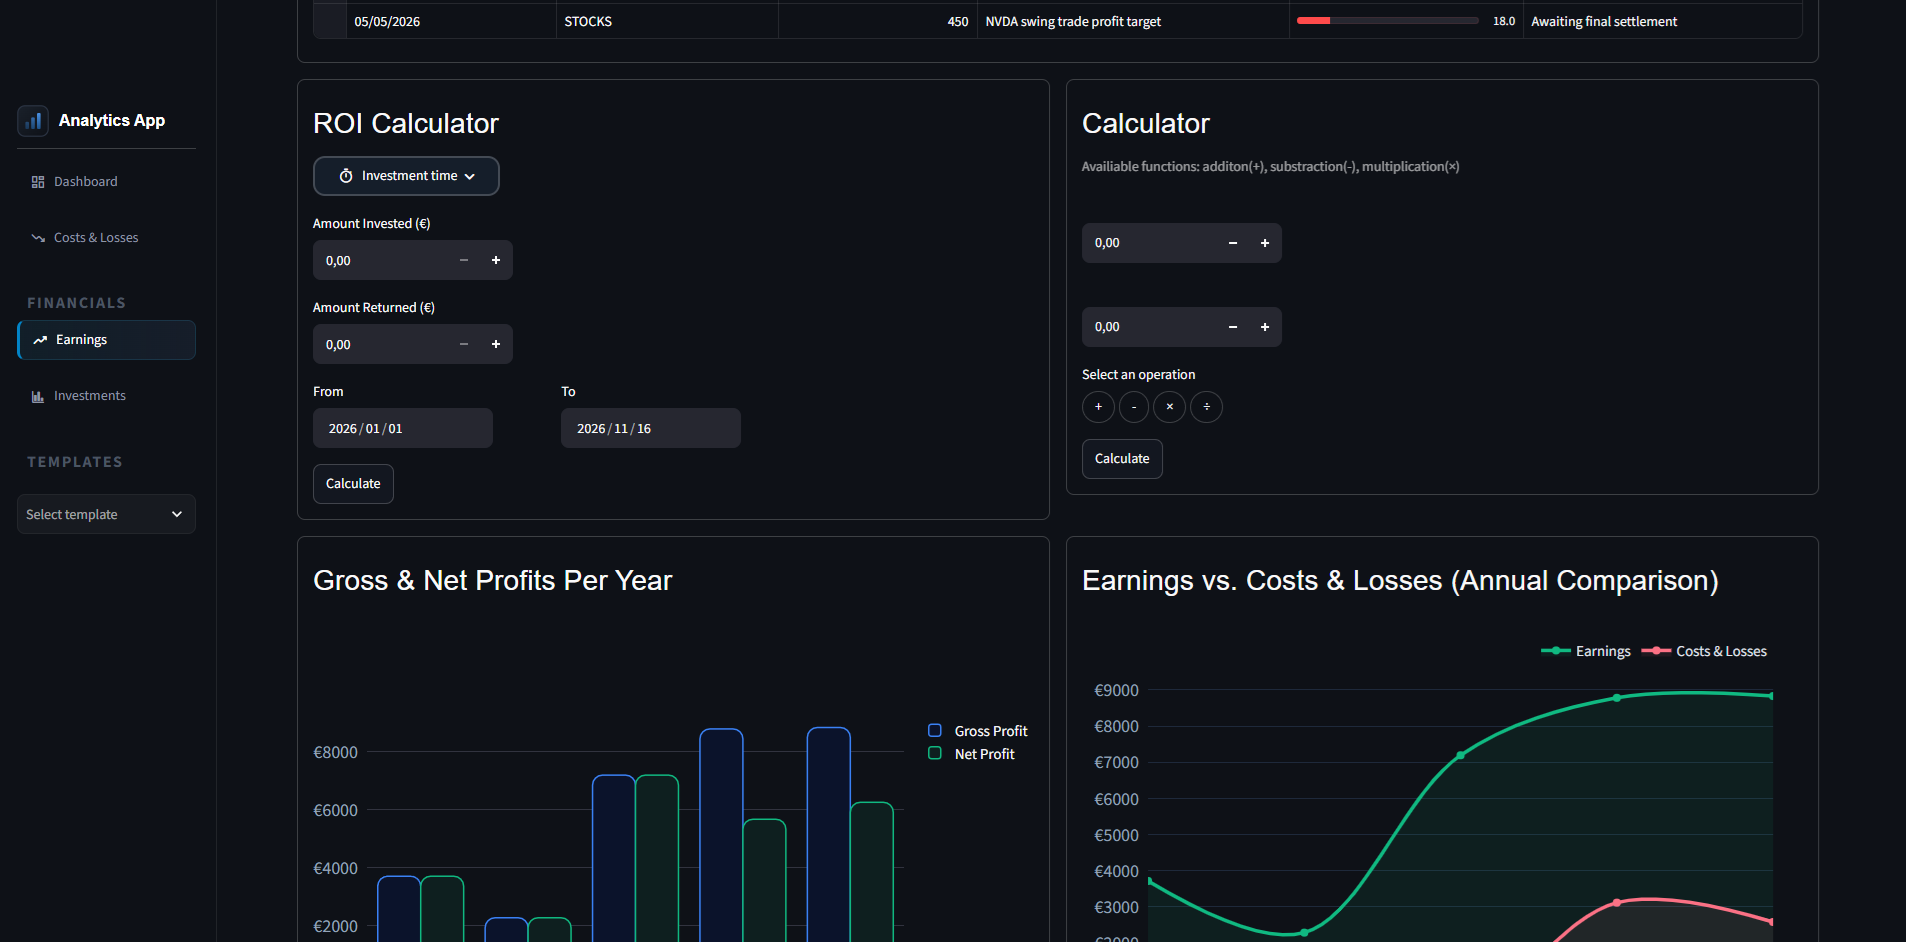 05/05/2026 STOCKS 450 NVDA swing trade profit target 18.0 Awaiting final settlement
Analytics App
Dashboard
Costs & Losses
FINANCIALS
Earnings
Investments
TEMPLATES
Select template
ROI Calculator
Investment time
Amount Invested (€)
0,00 − +
Amount Returned (€)
0,00 − +
From To
2026/01/01 2026/11/16
Calculate
Calculator
Availiable functions: additon(+), substraction(-), multiplication(×)
0,00 − +
0,00 − +
Select an operation
+ - × ÷
Calculate
Gross & Net Profits Per Year
Gross Profit
Net Profit
€8000
€6000
€4000
€2000
Earnings vs. Costs & Losses (Annual Comparison)
Earnings Costs & Losses
€9000
€8000
€7000
€6000
€5000
€4000
€3000
€2000